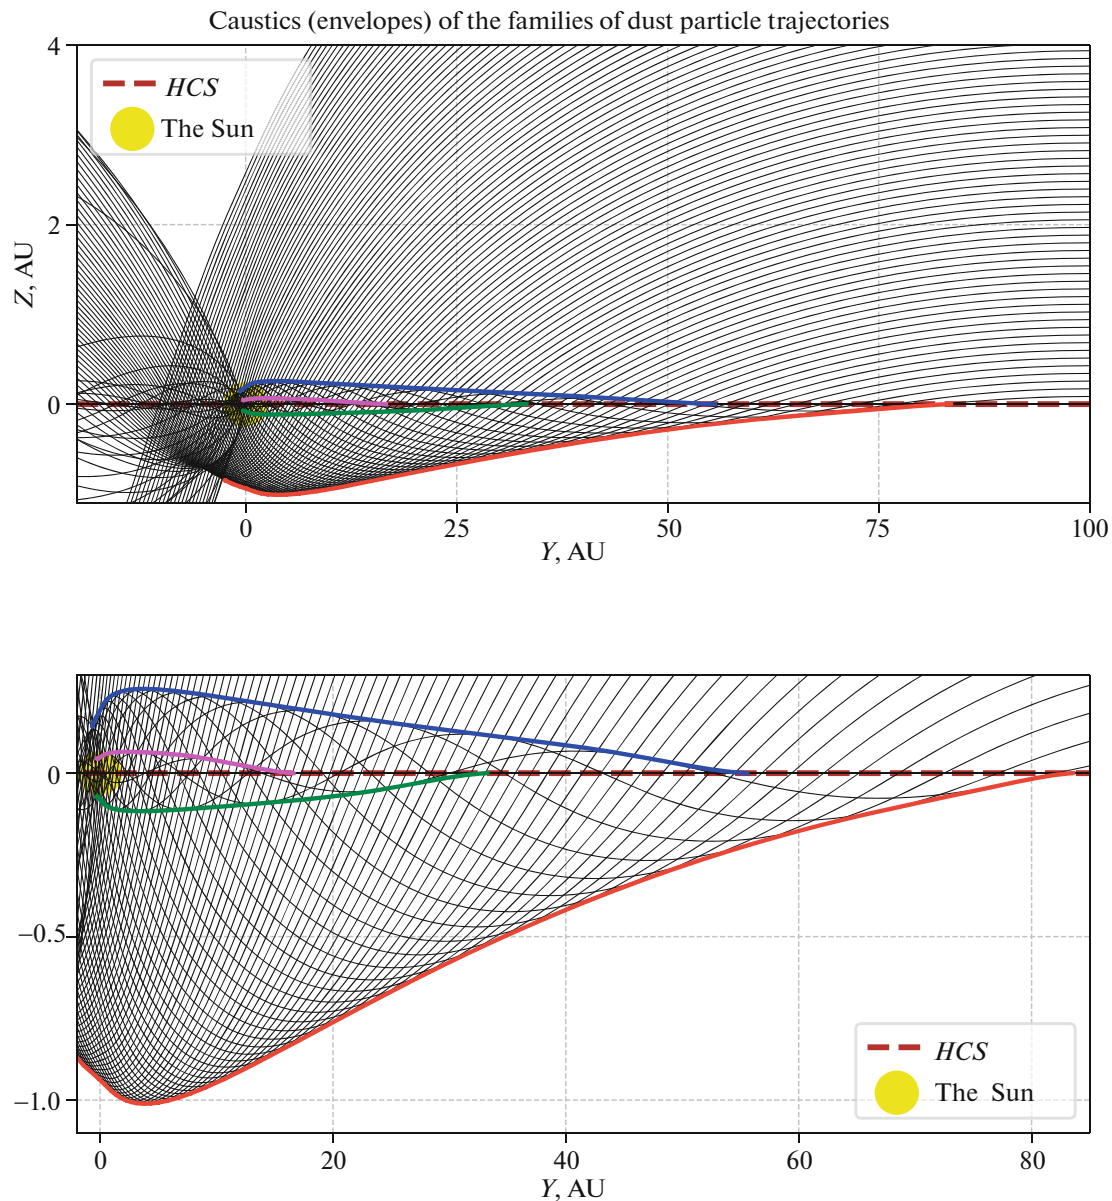 Caustics (envelopes) of the families of dust particle trajectories
4
HCS
The Sun
2
Z, AU
0
0
25
50
75
100
Y, AU
0
−0.5
HCS
The Sun
−1.0
0
20
40
60
80
Y, AU